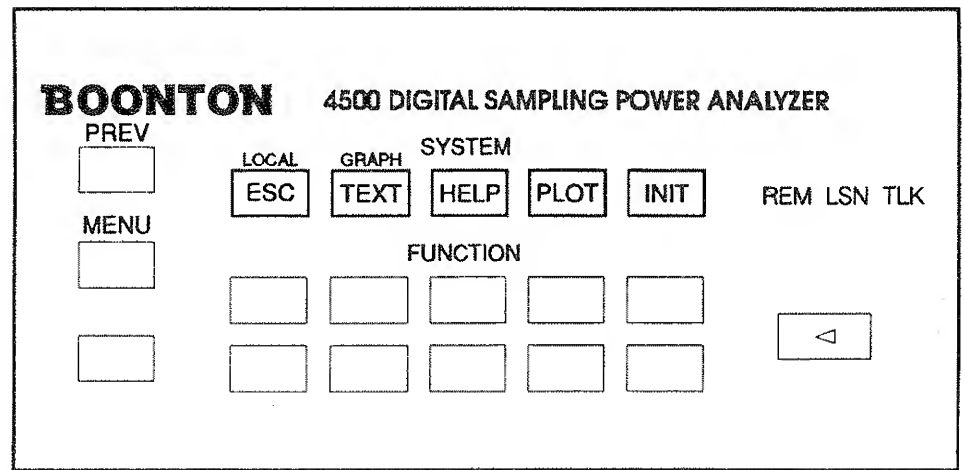 BOONTON 4500 DIGITAL SAMPLING POWER ANALYZER
PREV
SYSTEM
LOCAL GRAPH
ESC TEXT HELP PLOT INIT
REM LSN TLK
MENU
FUNCTION